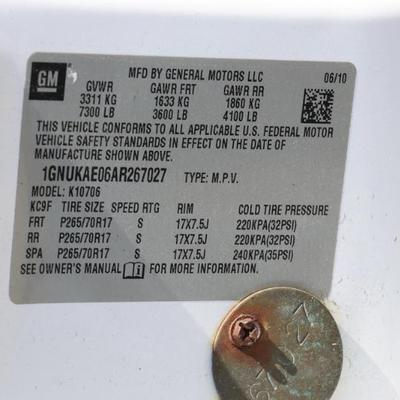 GM
MFD BY GENERAL MOTORS LLC 06/10
GVWR GAWR FRT GAWR RR
3311 KG 1633 KG 1860 KG
7300 LB 3600 LB 4100 LB
THIS VEHICLE CONFORMS TO ALL APPLICABLE U.S. FEDERAL MOTOR
VEHICLE SAFETY STANDARDS IN EFFECT ON THE DATE OF
MANUFACTURE SHOWN ABOVE.
1GNUKAE06AR267027 TYPE: M.P.V.
MODEL: K10706
KC9F TIRE SIZE SPEED RTG RIM COLD TIRE PRESSURE
FRT P265/70R17 S 17X7.5J 220KPA(32PSI)
RR P265/70R17 S 17X7.5J 220KPA(32PSI)
SPA P265/70R17 S 17X7.5J 240KPA(35PSI)
SEE OWNER'S MANUAL FOR MORE INFORMATION.